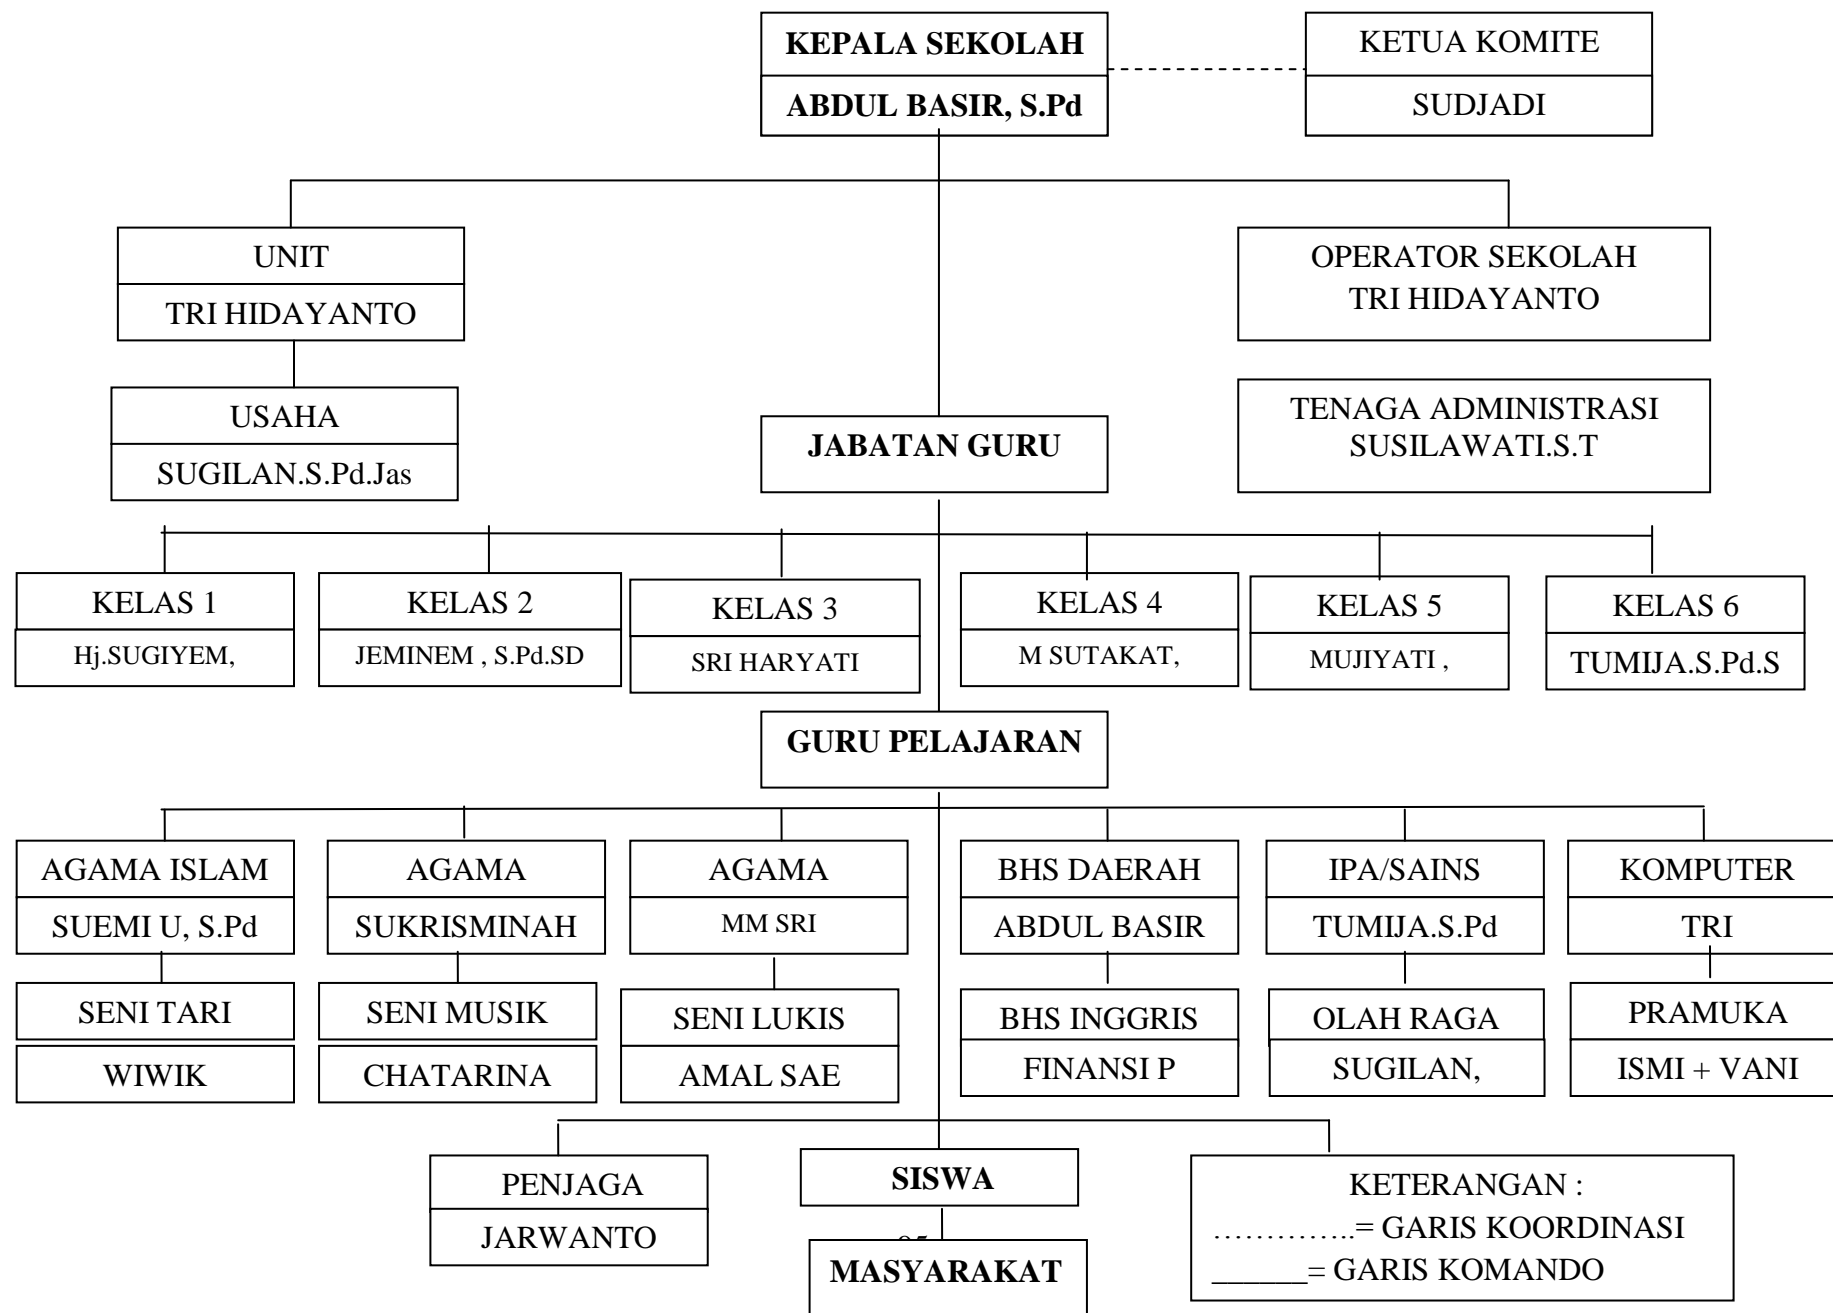 KEPALA SEKOLAH
ABDUL BASIR, S.Pd
KETUA KOMITE
SUDJADI
UNIT
TRI HIDAYANTO
OPERATOR SEKOLAH
TRI HIDAYANTO
USAHA
SUGILAN.S.Pd.Jas
JABATAN GURU
TENAGA ADMINISTRASI
SUSILAWATI.S.T
KELAS 1
Hj.SUGIYEM,
KELAS 2
JEMINEM , S.Pd.SD
KELAS 3
SRI HARYATI
KELAS 4
M SUTAKAT,
KELAS 5
MUJIYATI ,
KELAS 6
TUMIJA.S.Pd.S
GURU PELAJARAN
AGAMA ISLAM
SUEMI U, S.Pd
AGAMA
SUKRISMINAH
AGAMA
MM SRI
BHS DAERAH
ABDUL BASIR
IPA/SAINS
TUMIJA.S.Pd
KOMPUTER
TRI
SENI TARI
WIWIK
SENI MUSIK
CHATARINA
SENI LUKIS
AMAL SAE
BHS INGGRIS
FINANSI P
OLAH RAGA
SUGILAN,
PRAMUKA
ISMI + VANI
PENJAGA
JARWANTO
SISWA
MASYARAKAT
KETERANGAN :
…………..= GARIS KOORDINASI
______= GARIS KOMANDO